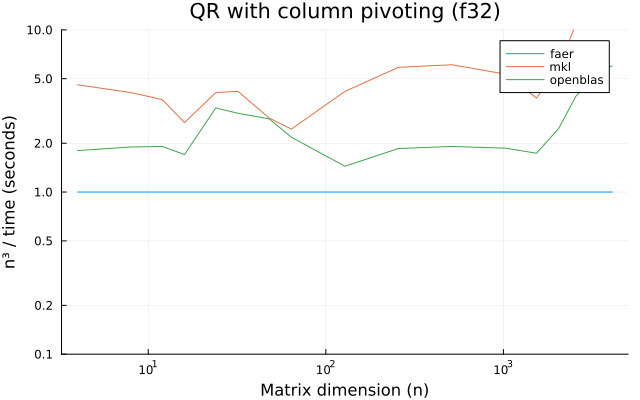 QR with column pivoting (f32)
n³ / time (seconds)
10.0
5.0
2.0
1.0
0.5
0.2
0.1
faer
mkl
openblas
10¹
10²
10³
Matrix dimension (n)